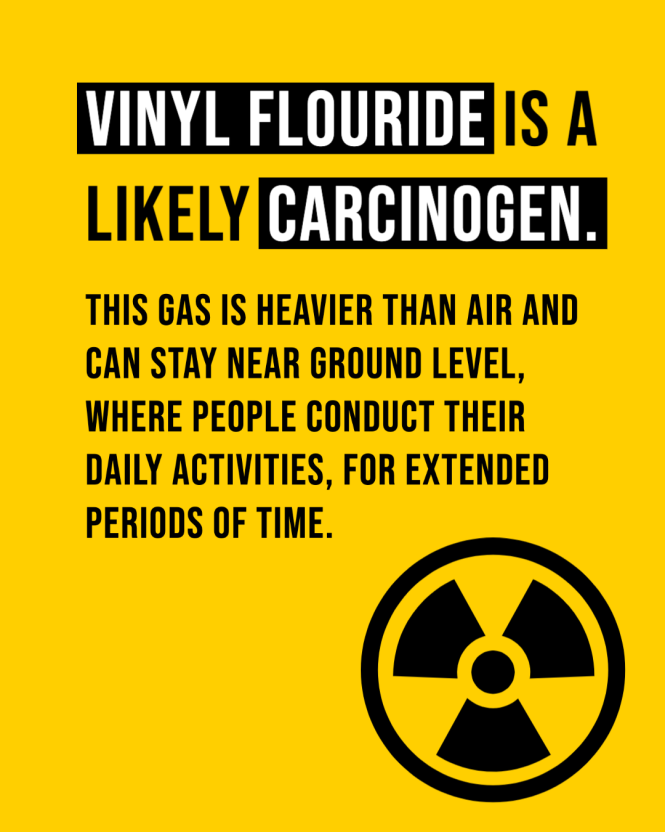 VINYL FLOURIDE IS A
LIKELY CARCINOGEN.
THIS GAS IS HEAVIER THAN AIR AND
CAN STAY NEAR GROUND LEVEL,
WHERE PEOPLE CONDUCT THEIR
DAILY ACTIVITIES, FOR EXTENDED
PERIODS OF TIME.